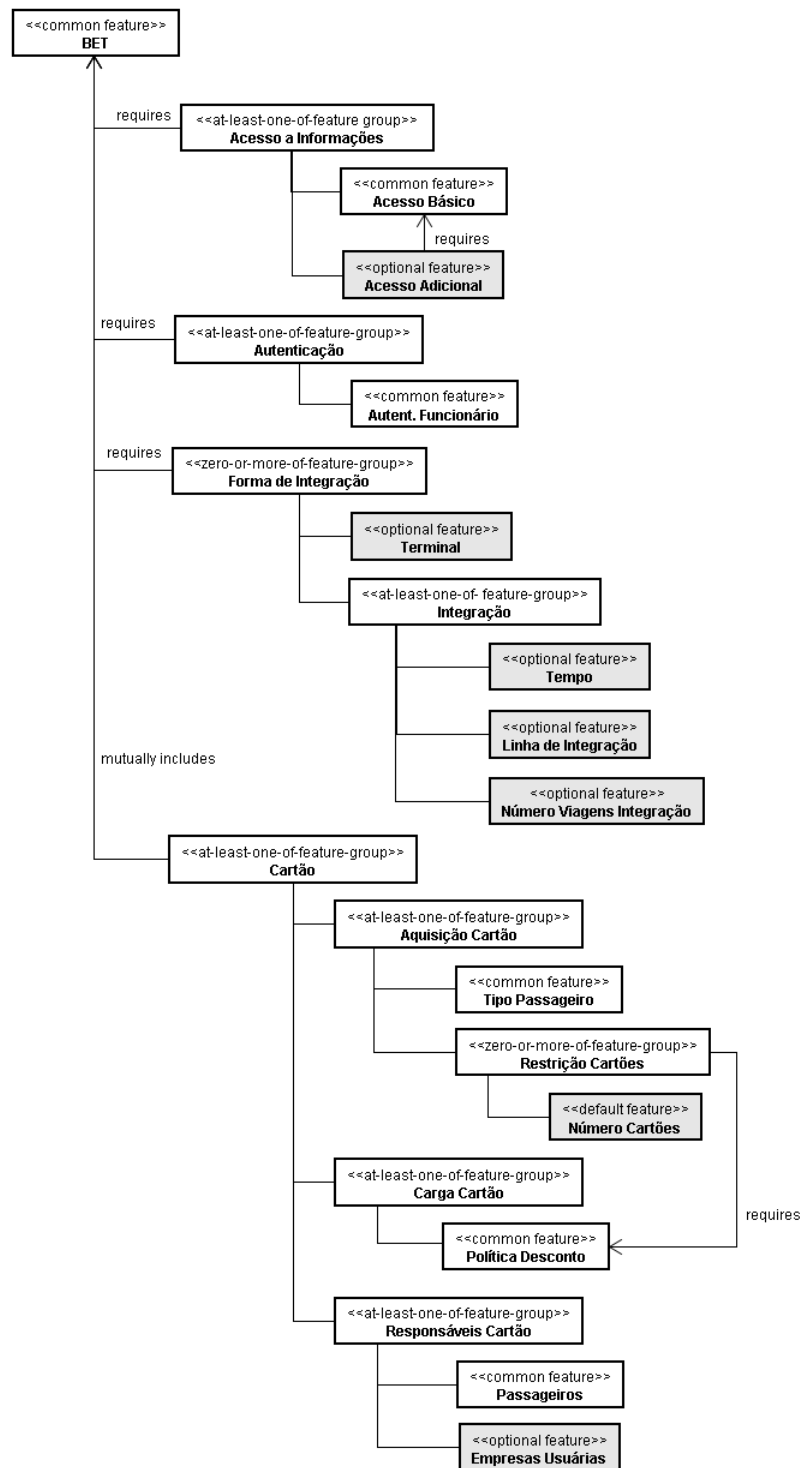 <<common feature>>
BET
requires
<<at-least-one-of-feature group>>
Acesso a Informações
<<common feature>>
Acesso Básico
requires
<<optional feature>>
Acesso Adicional
requires
<<at-least-one-of-feature-group>>
Autenticação
<<common feature>>
Autent. Funcionário
requires
<<zero-or-more-of-feature-group>>
Forma de Integração
<<optional feature>>
Terminal
<<at-least-one-of- feature-group>>
Integração
<<optional feature>>
Tempo
<<optional feature>>
Linha de Integração
mutually includes
<<optional feature>>
Número Viagens Integração
<<at-least-one-of-feature-group>>
Cartão
<<at-least-one-of-feature-group>>
Aquisição Cartão
<<common feature>>
Tipo Passageiro
<<zero-or-more-of-feature-group>>
Restrição Cartões
<<default feature>>
Número Cartões
<<at-least-one-of-feature-group>>
Carga Cartão
requires
<<common feature>>
Política Desconto
<<at-least-one-of-feature-group>>
Responsáveis Cartão
<<common feature>>
Passageiros
<<optional feature>>
Empresas Usuárias